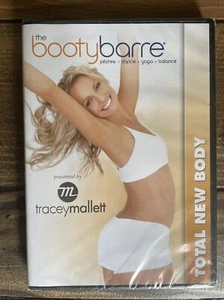 the
bootybarre®
pilates + dance + yoga + balance
presented by
m
traceymallett
TOTAL NEW BODY